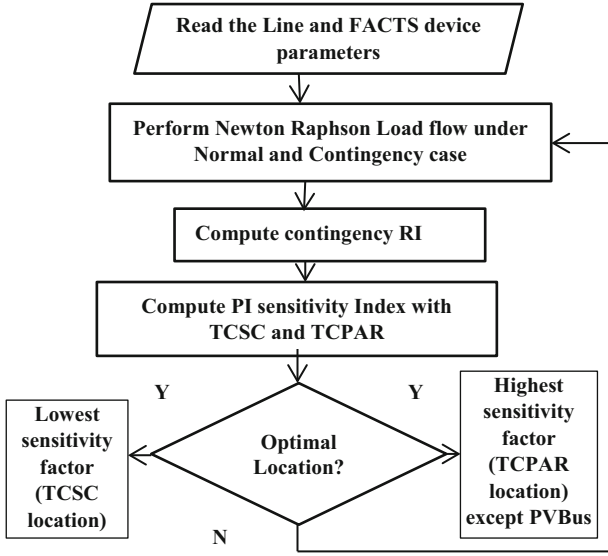 Read the Line and FACTS device
parameters
Perform Newton Raphson Load flow under
Normal and Contingency case
Compute contingency RI
Compute PI sensitivity Index with
TCSC and TCPAR
Y
Y
Lowest
sensitivity
factor
(TCSC
location)
Optimal
Location?
Highest
sensitivity
factor
(TCPAR
location)
except PVBus
N